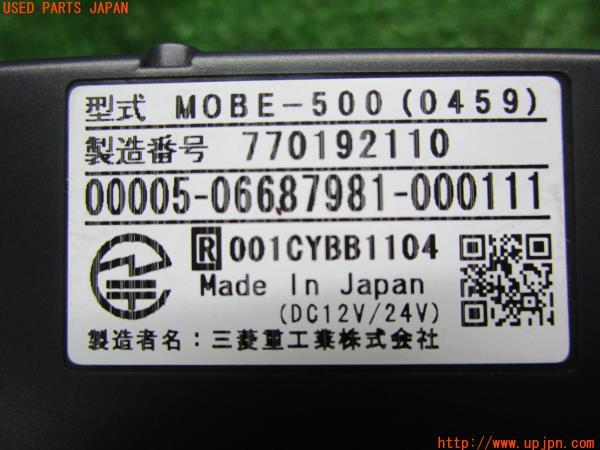 USED PARTS JAPAN
型式 MOBE-500(0459)
製造番号 770192110
00005-06687981-000111
R 001CYBB1104
Made In Japan
(DC12V/24V)
製造者名：三菱重工業株式会社
http://www.upjpn.com/